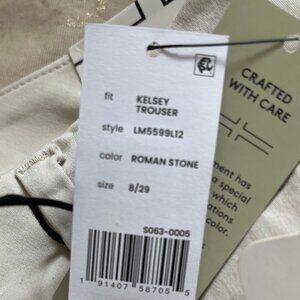 fit KELSEY
TROUSER
style LM5599L12
color ROMAN STONE
size 8/29
S063-0005
1 91407 58705 5
CRAFTED
WITH CARE
ment has
a special
which
ations
color.